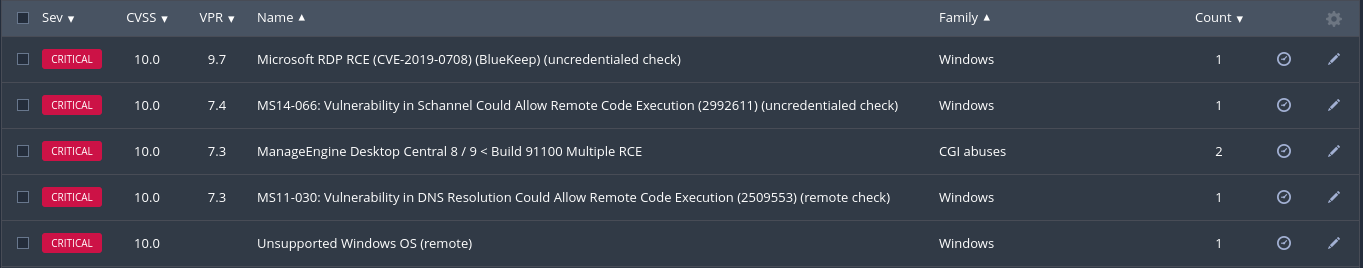 Sev ▼ CVSS ▼ VPR ▼ Name ▲ Family ▲ Count ▼
CRITICAL 10.0 9.7 Microsoft RDP RCE (CVE-2019-0708) (BlueKeep) (uncredentialed check) Windows 1
CRITICAL 10.0 7.4 MS14-066: Vulnerability in Schannel Could Allow Remote Code Execution (2992611) (uncredentialed check) Windows 1
CRITICAL 10.0 7.3 ManageEngine Desktop Central 8 / 9 < Build 91100 Multiple RCE CGI abuses 2
CRITICAL 10.0 7.3 MS11-030: Vulnerability in DNS Resolution Could Allow Remote Code Execution (2509553) (remote check) Windows 1
CRITICAL 10.0 Unsupported Windows OS (remote) Windows 1